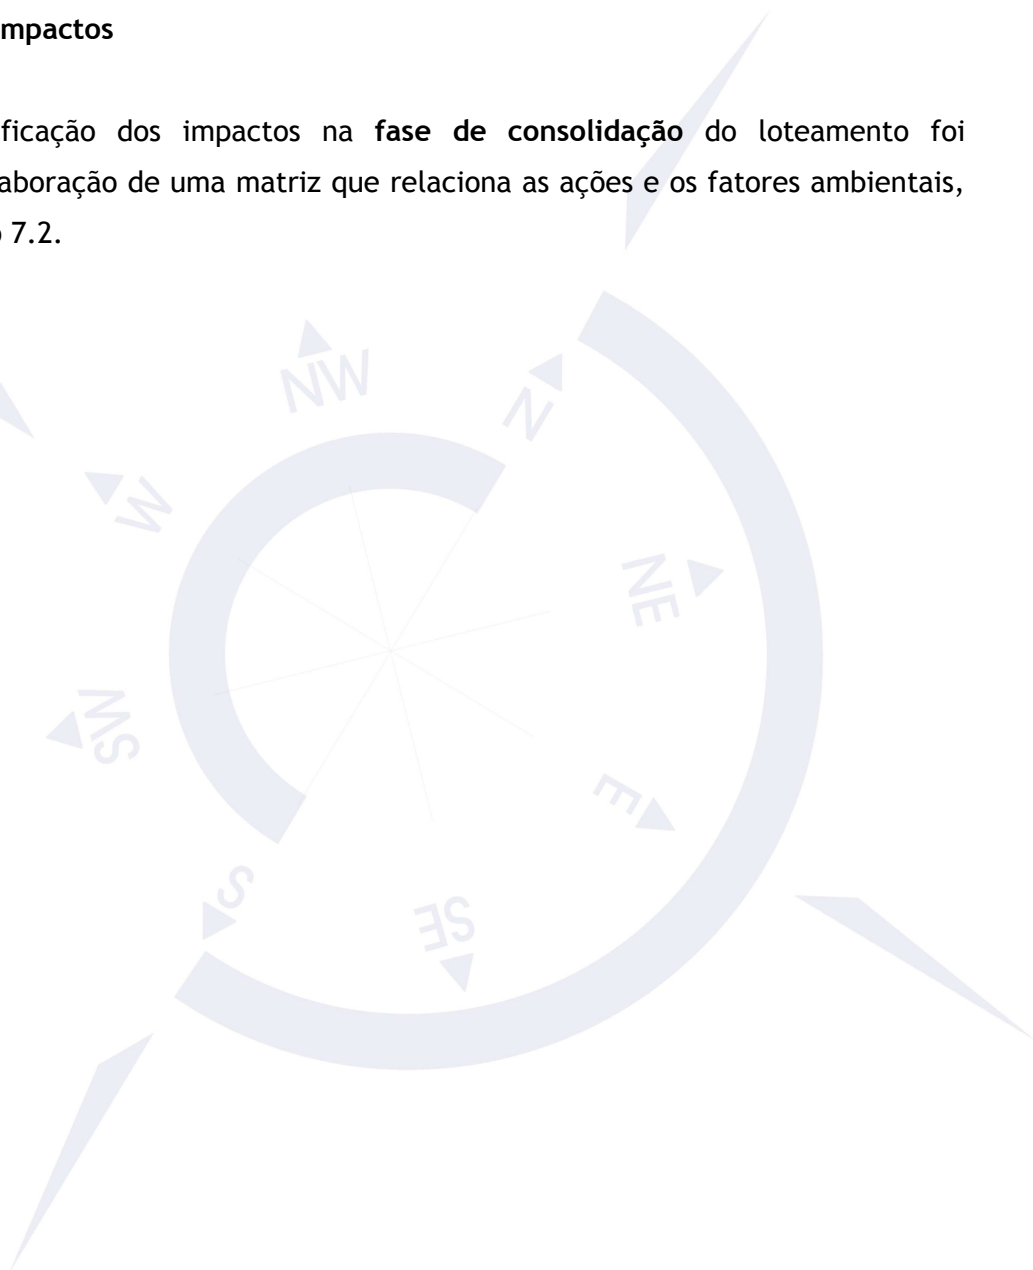 mpactos
ficação dos impactos na fase de consolidação do loteamento foi
aboração de uma matriz que relaciona as ações e os fatores ambientais,
7.2.
NW
N
W
NE
SW
E
S
SE